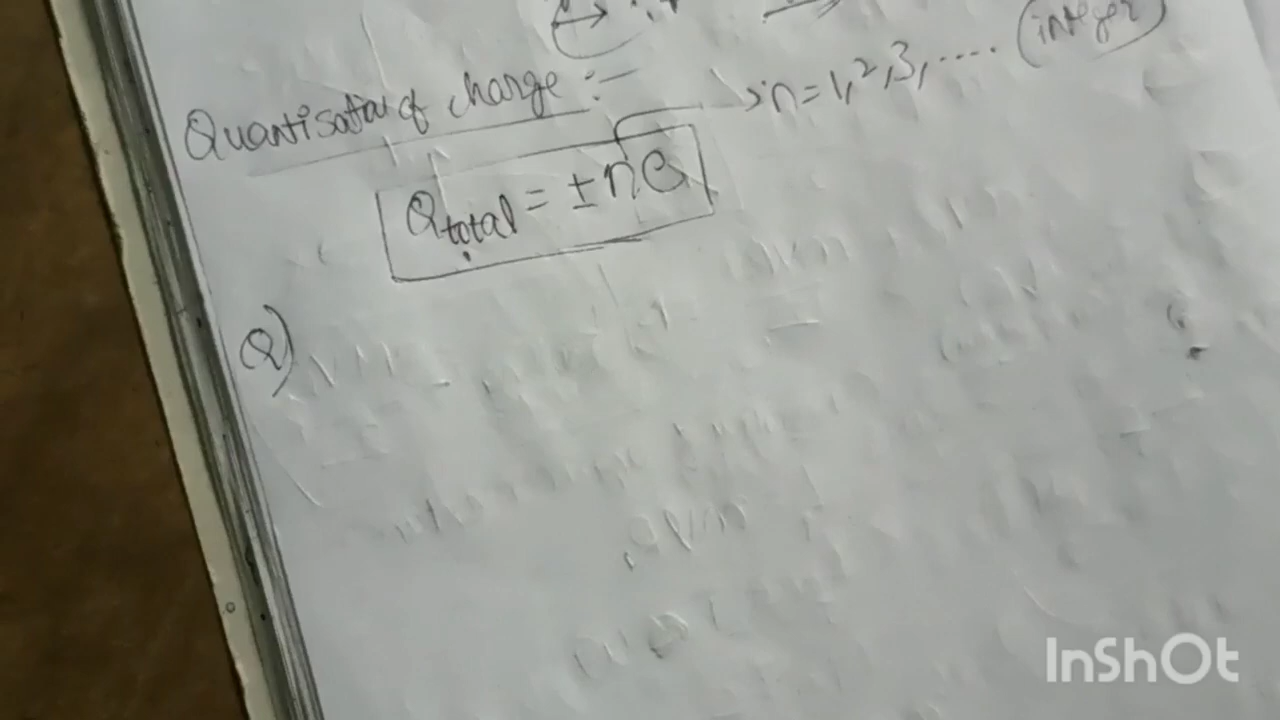 Quantisation of charge :-
n = 1, 2, 3, .... (integer)
Qtotal = ± ne
Q)
InShOt